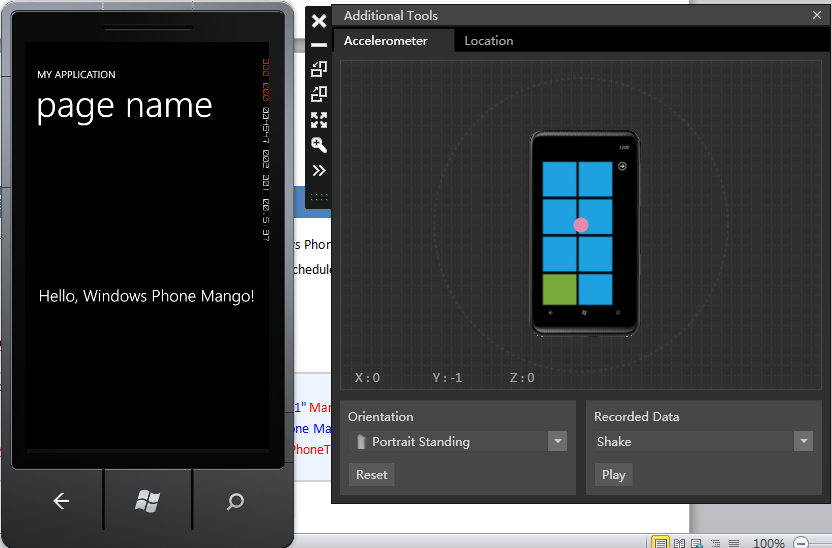 MY APPLICATION
page name
Hello, Windows Phone Mango!
Additional Tools
Accelerometer
Location
X:0
Y:-1
Z:0
Orientation
Portrait Standing
Reset
Recorded Data
Shake
Play
s Phon
chedule
1" Mar
one Ma
PhoneT
100%